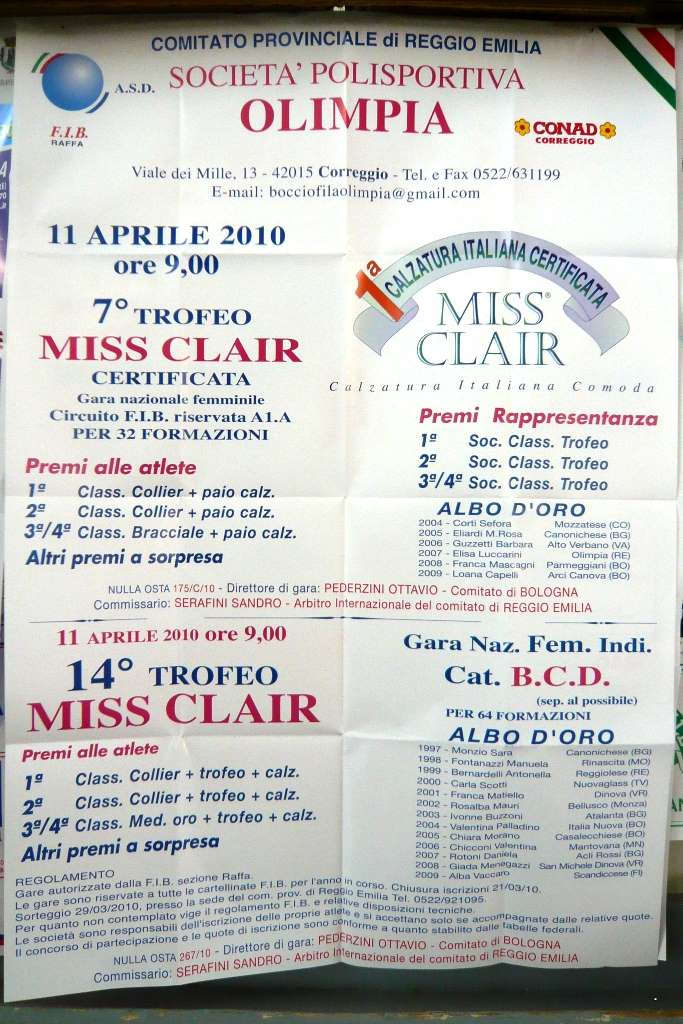 COMITATO PROVINCIALE di REGGIO EMILIA
A.S.D. SOCIETA' POLISPORTIVA
OLIMPIA
F.I.B.
RAFFA
CONAD
CORREGGIO
Viale dei Mille, 13 - 42015 Correggio - Tel. e Fax 0522/631199
E-mail: bocciofilaolimpia@gmail.com
11 APRILE 2010
ore 9,00
7° TROFEO
MISS CLAIR
CERTIFICATA
Gara nazionale femminile
Circuito F.I.B. riservata A1.A
PER 32 FORMAZIONI
1ª CALZATURA ITALIANA CERTIFICATA
MISS®
CLAIR
Calzatura Italiana Comoda
Premi alle atlete
1ª Class. Collier + paio calz.
2ª Class. Collier + paio calz.
3ª/4ª Class. Bracciale + paio calz.
Altri premi a sorpresa
Premi Rappresentanza
1ª Soc. Class. Trofeo
2ª Soc. Class. Trofeo
3ª/4ª Soc. Class. Trofeo
ALBO D'ORO
2004 - Corti Sefora Mozzatese (CO)
2005 - Eliardi M.Rosa Canonichese (BG)
2006 - Guzzetti Barbara Alto Verbano (VA)
2007 - Elisa Luccarini Olimpia (RE)
2008 - Franca Mascagni Parmeggiani (BO)
2009 - Loana Capelli Arci Canova (BO)
NULLA OSTA 175/C/10 - Direttore di gara: PEDERZINI OTTAVIO - Comitato di BOLOGNA
Commissario: SERAFINI SANDRO - Arbitro Internazionale del comitato di REGGIO EMILIA
11 APRILE 2010 ore 9,00
14° TROFEO
MISS CLAIR
Premi alle atlete
1ª Class. Collier + trofeo + calz.
2ª Class. Collier + trofeo + calz.
3ª/4ª Class. Med. oro + trofeo + calz.
Altri premi a sorpresa
Gara Naz. Fem. Indi.
Cat. B.C.D.
(sep. al possibile)
PER 64 FORMAZIONI
ALBO D'ORO
1997 - Monzio Sara Canonichese (BG)
1998 - Fontanazzi Manuela Rinascita (MO)
1999 - Bernardelli Antonella Reggiolese (RE)
2000 - Carla Scotti Nuovaglass (TV)
2001 - Franca Matiello Dinova (VR)
2002 - Rosalba Mauri Bellusco (Monza)
2003 - Ivonne Buzzoni Atalanta (BG)
2004 - Valentina Palladino Italia Nuova (BO)
2005 - Chiara Morano Casalecchiese (BO)
2006 - Chicconi Valentina Mantovana (MN)
2007 - Rotoni Daniela Acli Rossi (BG)
2008 - Giada Menegazzi San Michele Dinova (VR)
2009 - Alba Vaccaro Scandiccese (FI)
REGOLAMENTO
Gare autorizzate dalla F.I.B. sezione Raffa.
Le gare sono riservate a tutte le cartellinate F.I.B. per l'anno in corso. Chiusura iscrizioni 21/03/10.
Sorteggio 29/03/2010, presso la sede del com. prov. di Reggio Emilia Tel. 0522/921095.
Per quanto non contemplato vige il regolamento F.I.B. e relative disposizioni tecniche.
Le società sono responsabili dell'iscrizione delle proprie atlete e si accettano solo se accompagnate dalle relative quote.
Il concorso di partecipazione e le quote di iscrizione sono conforme a quanto stabilito dalle tabelle federali.
NULLA OSTA 267/10 - Direttore di gara: PEDERZINI OTTAVIO - Comitato di BOLOGNA
Commissario: SERAFINI SANDRO - Arbitro Internazionale del comitato di REGGIO EMILIA